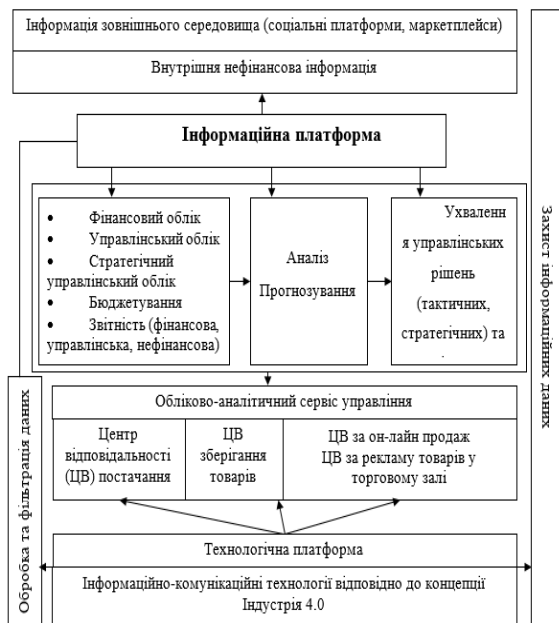 Інформація зовнішнього середовища (соціальні платформи, маркетплейси)
Внутрішня нефінансова інформація
Інформаційна платформа
• Фінансовий облік
• Управлінський облік
• Стратегічний
управлінський облік
• Бюджетування
• Звітність (фінансова,
управлінська, нефінансова)
Аналіз
Прогнозування
Ухваленн
я управлінських
рішень
(тактичних,
стратегічних) та
Обліково-аналітичний сервіс управління
Центр
відповідальності
(ЦВ) постачання
ЦВ
зберігання
товарів
ЦВ за он-лайн продаж
ЦВ за рекламу товарів у
торговому залі
Технологічна платформа
Інформаційно-комунікаційні технології відповідно до концепції
Індустрія 4.0
Обробка та фільтрація даних
Захист інформаційних даних